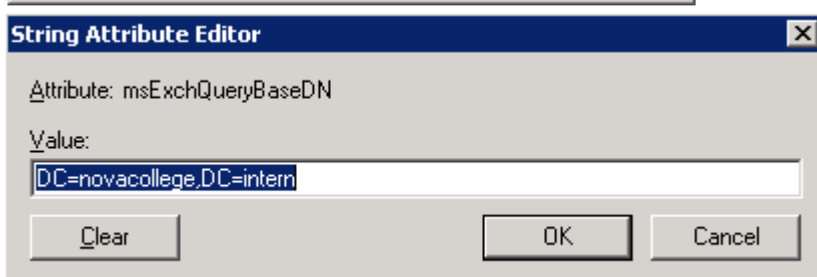 String Attribute Editor
Attribute: msExchQueryBaseDN
Value:
DC=novacollege,DC=intern
Clear OK Cancel